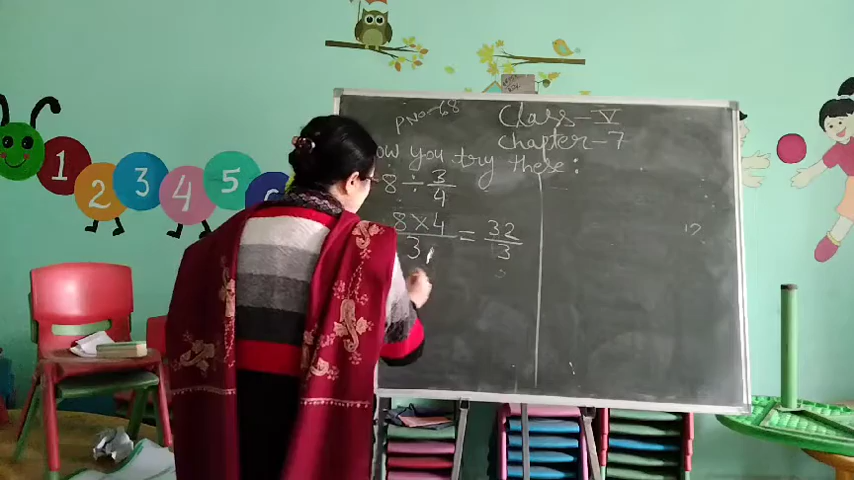 P No-68
Class-V
Chapter-7
ow you try these:
8 ÷ 3/4
8×4/3 = 32/3
1 2 3 4 5